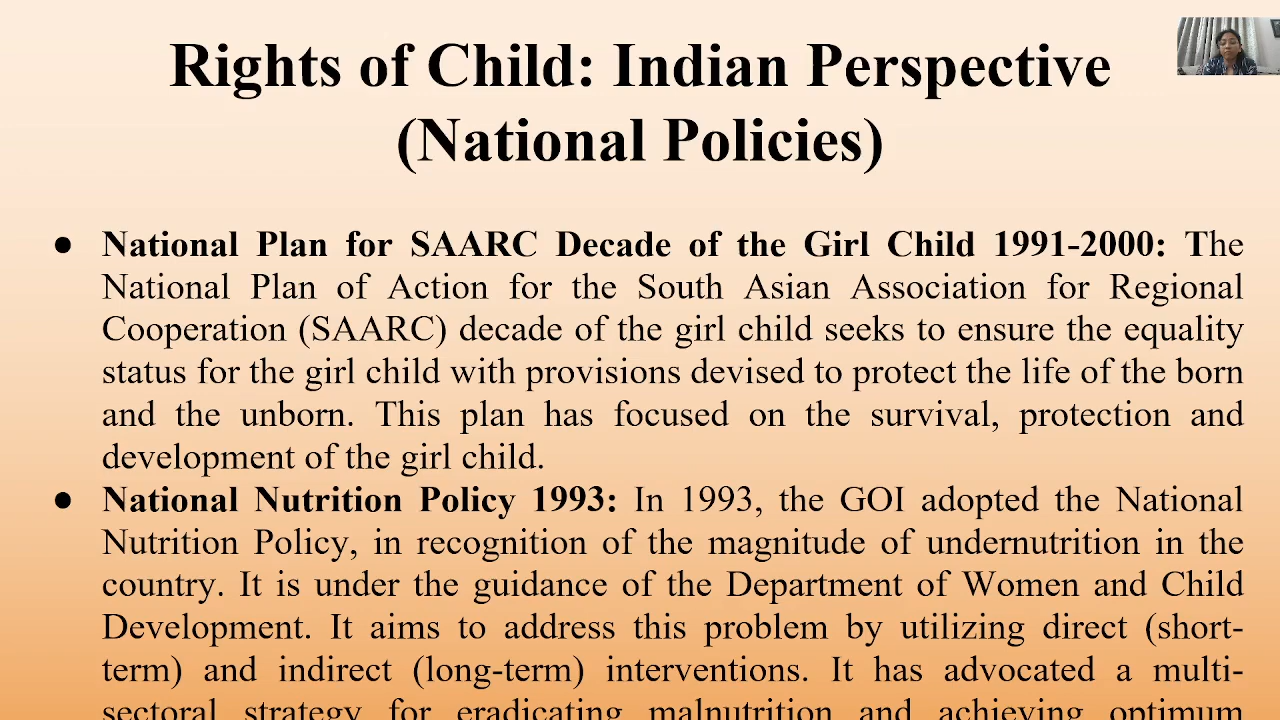 Rights of Child: Indian Perspective
(National Policies)
● National Plan for SAARC Decade of the Girl Child 1991-2000: The
National Plan of Action for the South Asian Association for Regional
Cooperation (SAARC) decade of the girl child seeks to ensure the equality
status for the girl child with provisions devised to protect the life of the born
and the unborn. This plan has focused on the survival, protection and
development of the girl child.
● National Nutrition Policy 1993: In 1993, the GOI adopted the National
Nutrition Policy, in recognition of the magnitude of undernutrition in the
country. It is under the guidance of the Department of Women and Child
Development. It aims to address this problem by utilizing direct (short-
term) and indirect (long-term) interventions. It has advocated a multi-
sectoral strategy for eradicating malnutrition and achieving optimum